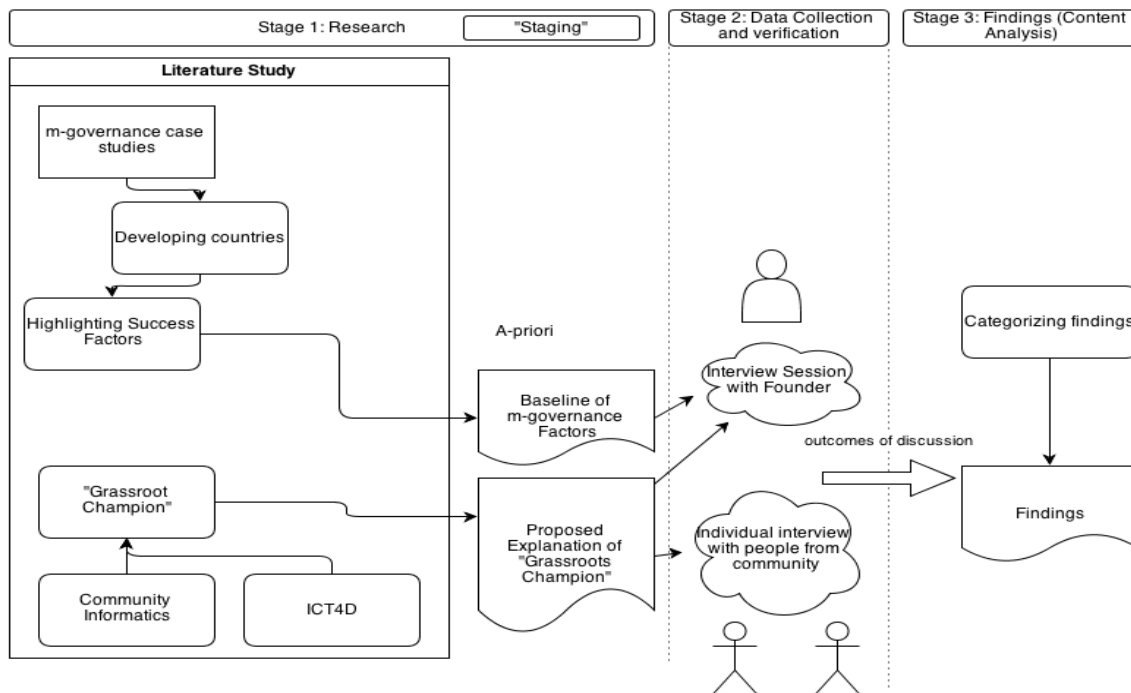 Stage 1: Research
"Staging"
Stage 2: Data Collection
and verification
Stage 3: Findings (Content
Analysis)
Literature Study
m-governance case
studies
Developing countries
Highlighting Success
Factors
A-priori
Baseline of
m-governance
Factors
Interview Session
with Founder
Categorizing findings
outcomes of discussion
"Grassroot
Champion"
Proposed
Explanation of
"Grassroots
Champion"
Individual interview
with people from
community
Findings
Community
Informatics
ICT4D